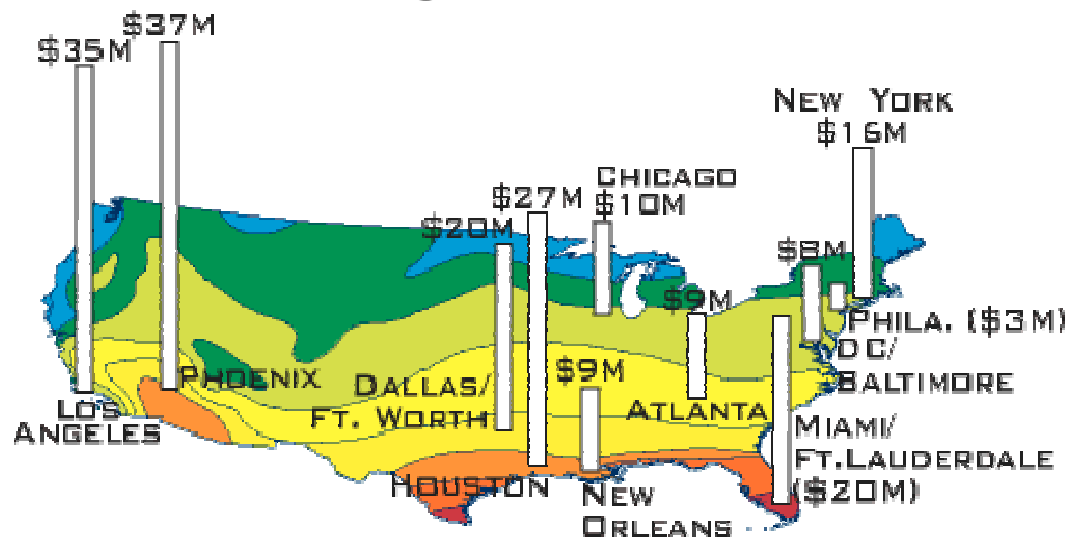 $37M
$35M
NEW YORK
$16M
CHICAGO
$10M
$27M
$20M
$8M
$9M
PHILA. ($3M)
DC/
BALTIMORE
$9M
PHOENIX
DALLAS/
FT. WORTH
LOS
ANGELES
ATLANTA
MIAMI/
FT.LAUDERDALE
($20M)
HOUSTON
NEW
ORLEANS